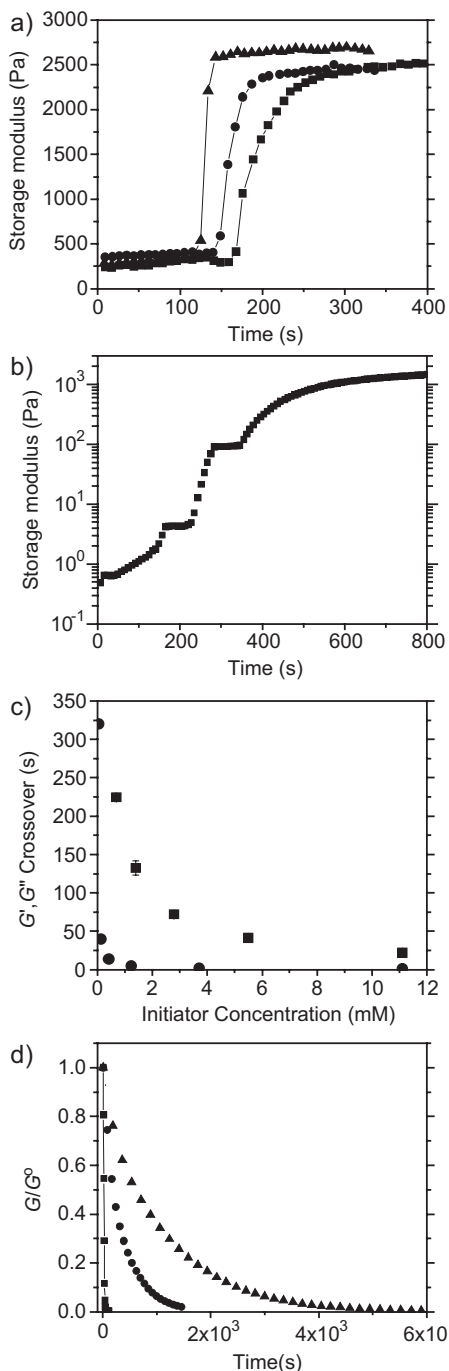 a)
3000
2500
2000
1500
1000
500
0
Storage modulus (Pa)
0 100 200 300 400
Time (s)
b)
10³
10²
10¹
10⁰
10⁻¹
Storage modulus (Pa)
0 200 400 600 800
Time (s)
c)
350
300
250
200
150
100
50
0
G',G" Crossover (s)
0 2 4 6 8 10 12
Initiator Concentration (mM)
d)
1.0
0.8
0.6
0.4
0.2
0.0
G/G⁰
0 2x10³ 4x10³ 6x10
Time(s)